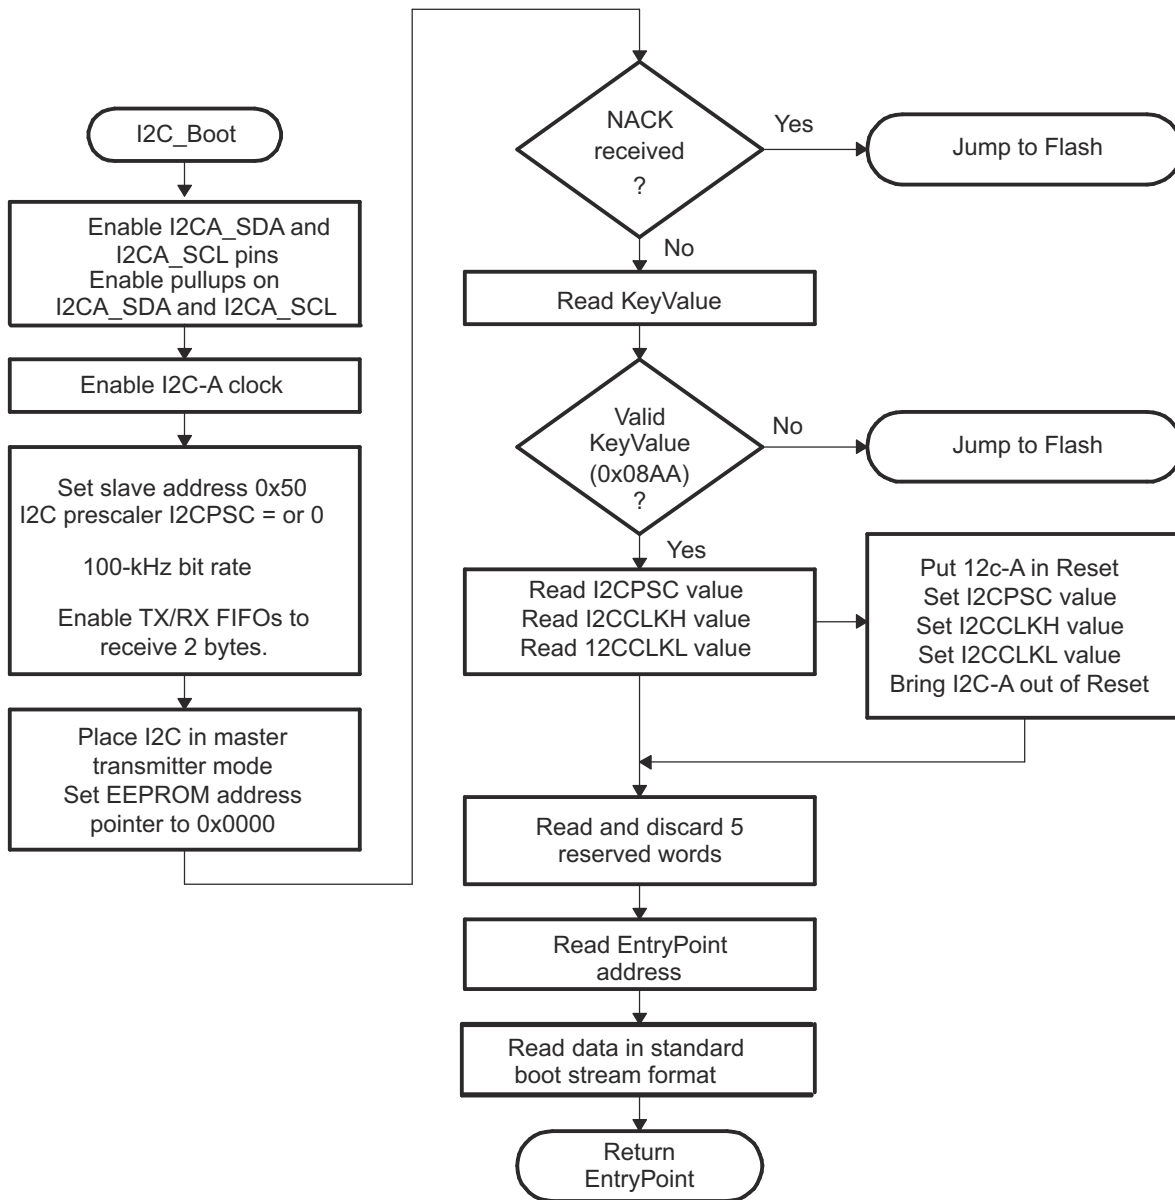 I2C_Boot
Enable I2CA_SDA and
I2CA_SCL pins
Enable pullups on
I2CA_SDA and I2CA_SCL
Enable I2C-A clock
Set slave address 0x50
I2C prescaler I2CPSC = or 0
100-kHz bit rate
Enable TX/RX FIFOs to
receive 2 bytes.
Place I2C in master
transmitter mode
Set EEPROM address
pointer to 0x0000
NACK
received
?
Yes
Jump to Flash
No
Read KeyValue
Valid
KeyValue
(0x08AA)
?
No
Jump to Flash
Yes
Read I2CPSC value
Read I2CCLKH value
Read 12CCLKL value
Put 12c-A in Reset
Set I2CPSC value
Set I2CCLKH value
Set I2CCLKL value
Bring I2C-A out of Reset
Read and discard 5
reserved words
Read EntryPoint
address
Read data in standard
boot stream format
Return
EntryPoint